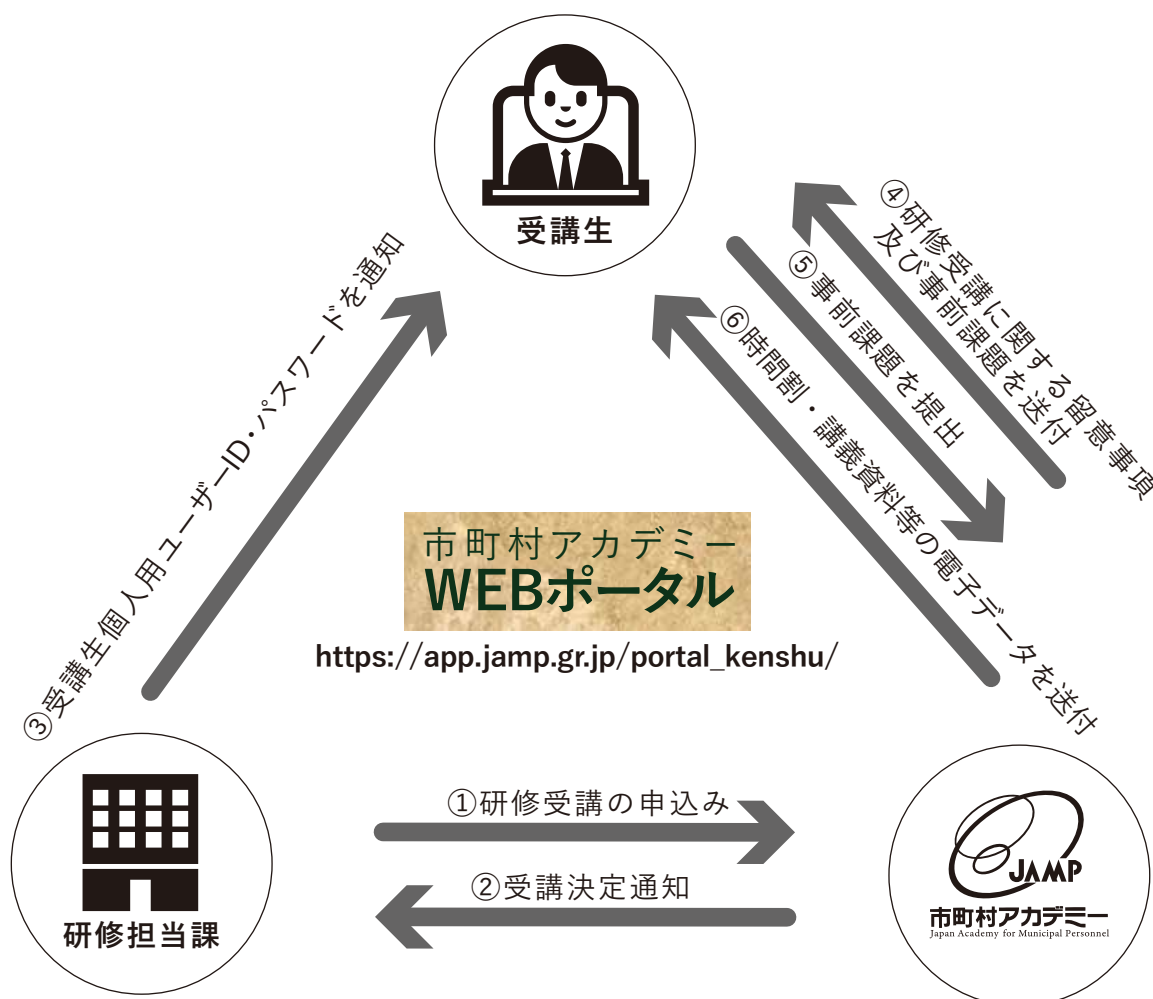 受講生
④研修受講に関する留意事項
及び事前課題を送付
⑤事前課題を提出
⑥時間割・講義資料等の電子データを送付
③受講生個人用ユーザーID・パスワードを通知
市町村アカデミー
WEBポータル
https://app.jamp.gr.jp/portal_kenshu/
①研修受講の申込み
②受講決定通知
研修担当課
JAMP
市町村アカデミー
Japan Academy for Municipal Personnel